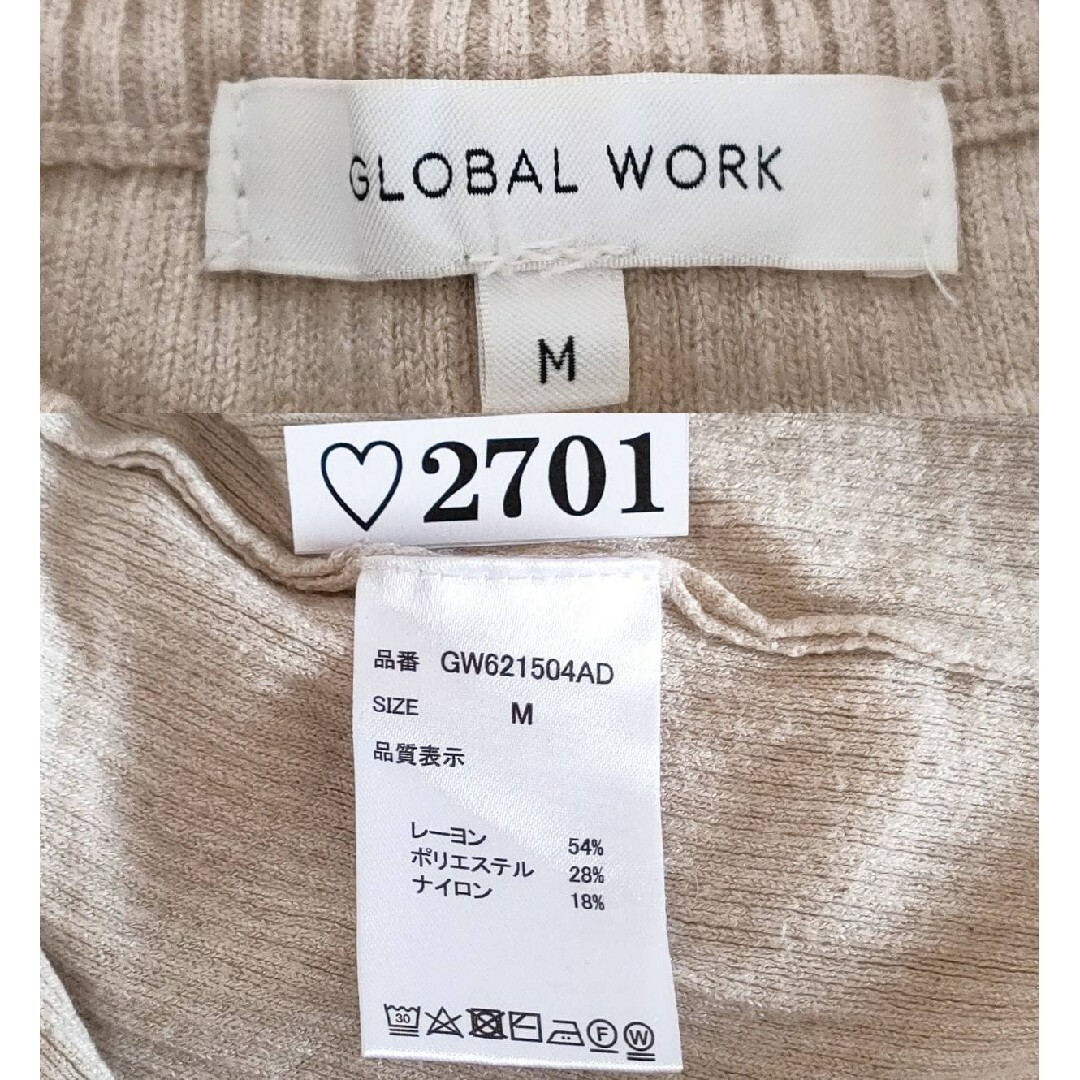 GLOBAL WORK
M
♡2701
品番 GW621504AD
SIZE M
品質表示
レーヨン 54%
ポリエステル 28%
ナイロン 18%
30
F W